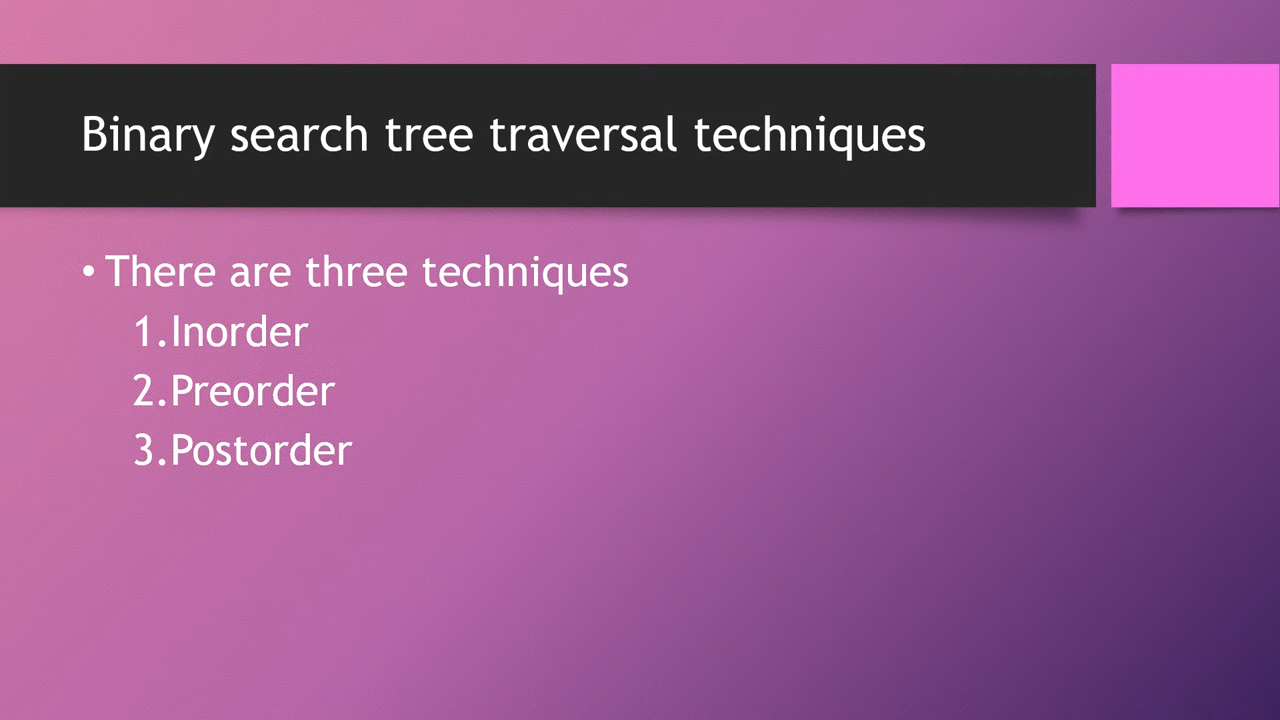 Binary search tree traversal techniques
• There are three techniques
1.Inorder
2.Preorder
3.Postorder